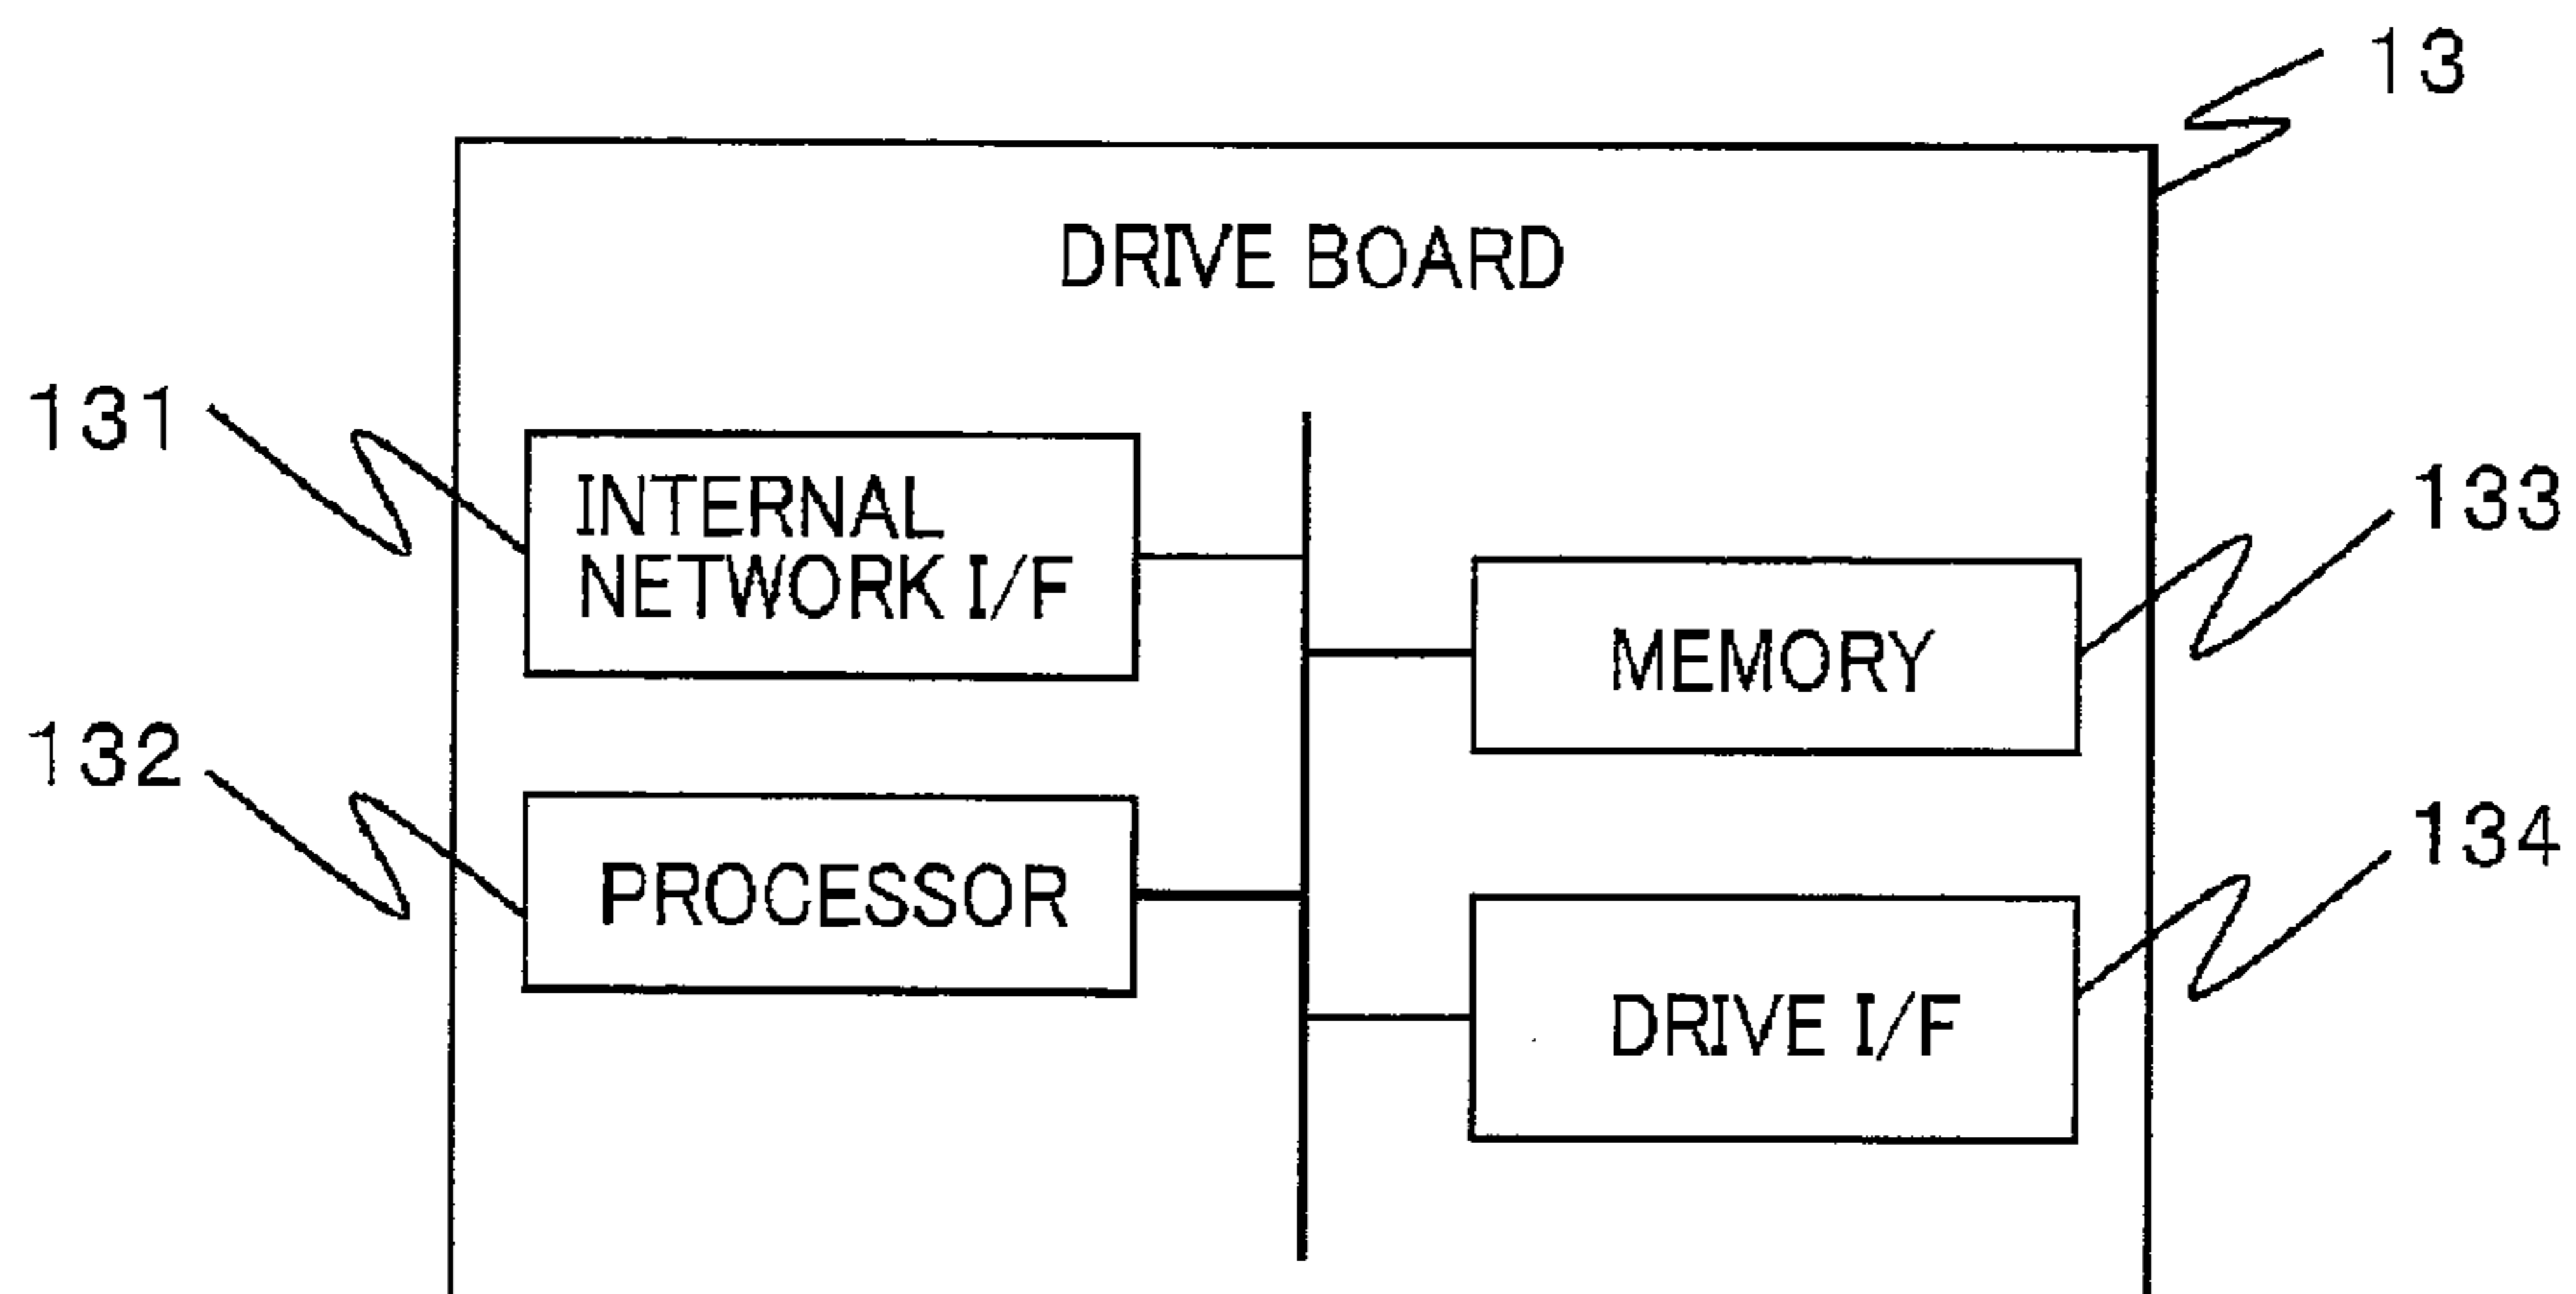 13
DRIVE BOARD
131
INTERNAL
NETWORK I/F
133
MEMORY
132
PROCESSOR
134
DRIVE I/F